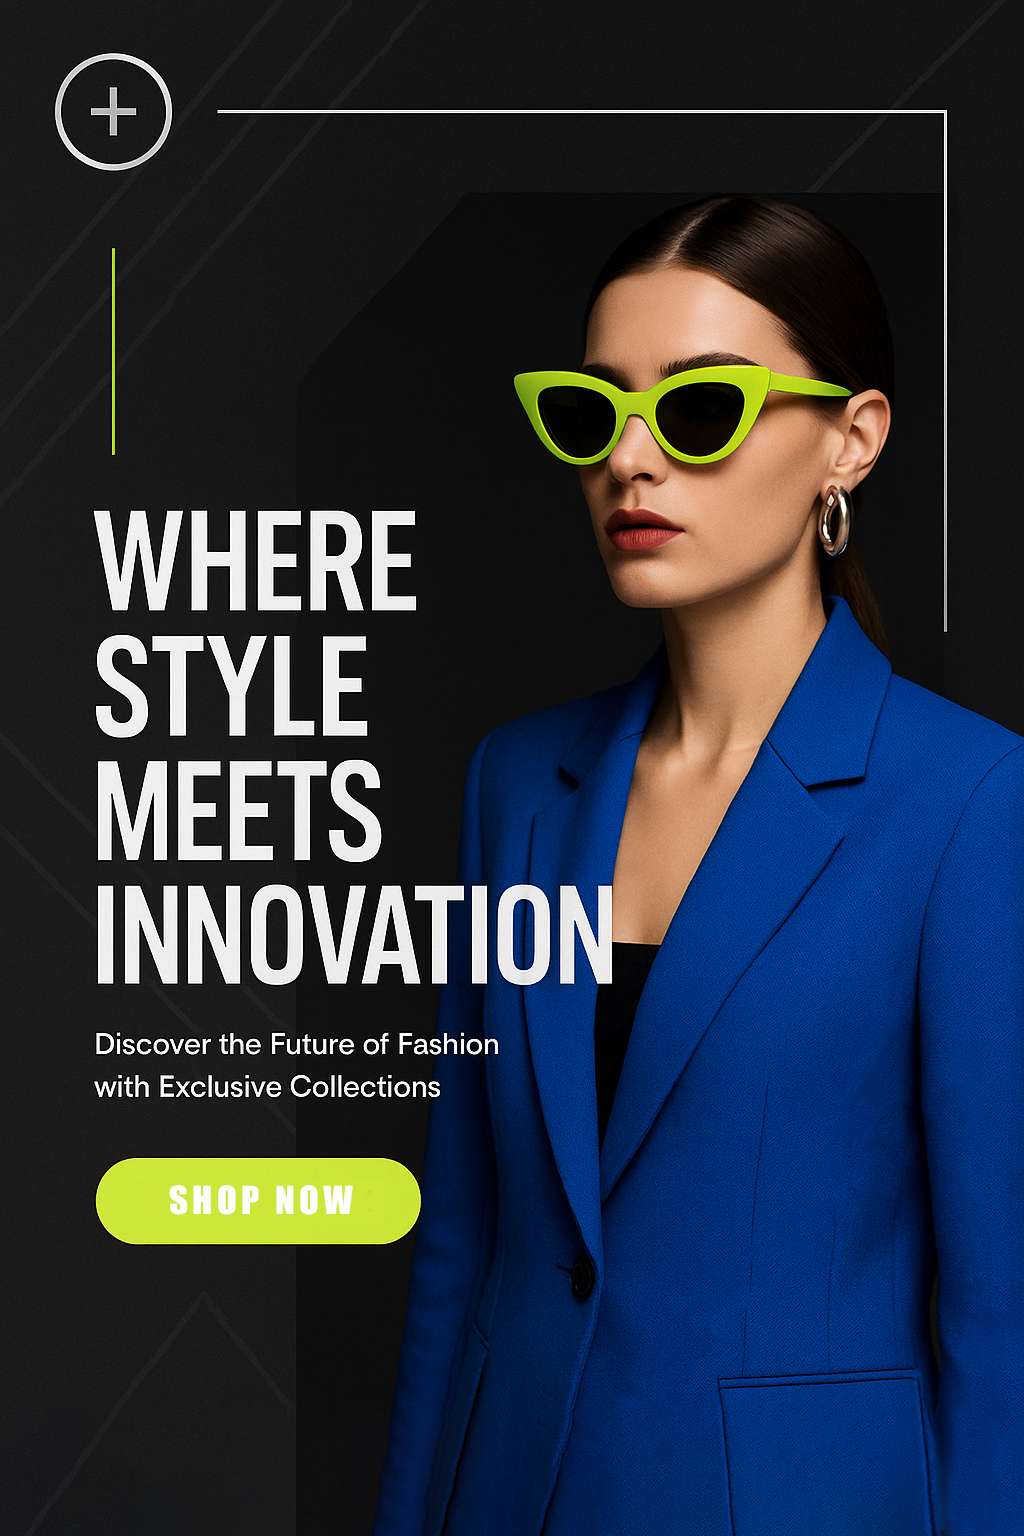 WHERE
STYLE
MEETS
INNOVATION
Discover the Future of Fashion
with Exclusive Collections
SHOP NOW